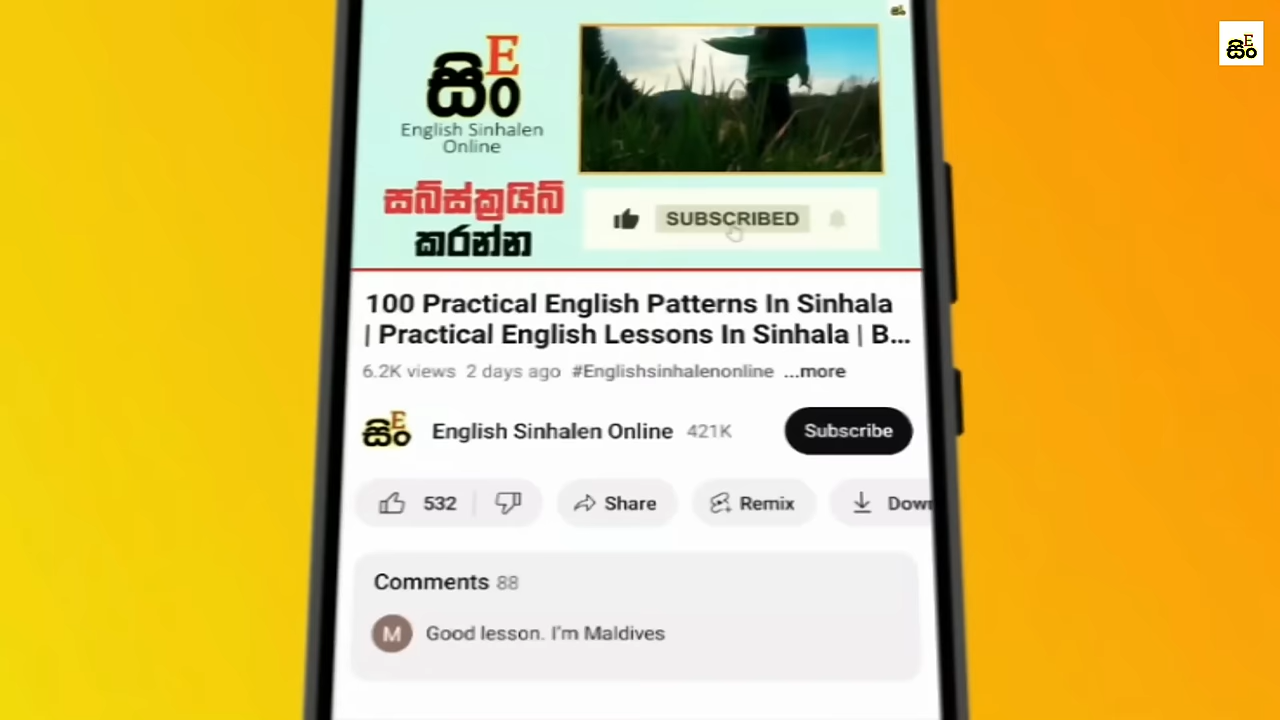 සිංE
සිංE
English Sinhalen
Online
සබ්ස්ක්‍රයිබ්
කරන්න
SUBSCRIBED
100 Practical English Patterns In Sinhala
| Practical English Lessons In Sinhala | B...
6.2K views 2 days ago #Englishsinhalenonline ...more
සිංE
English Sinhalen Online 421K
Subscribe
532
Share
Remix
Down
Comments 88
M
Good lesson. I'm Maldives